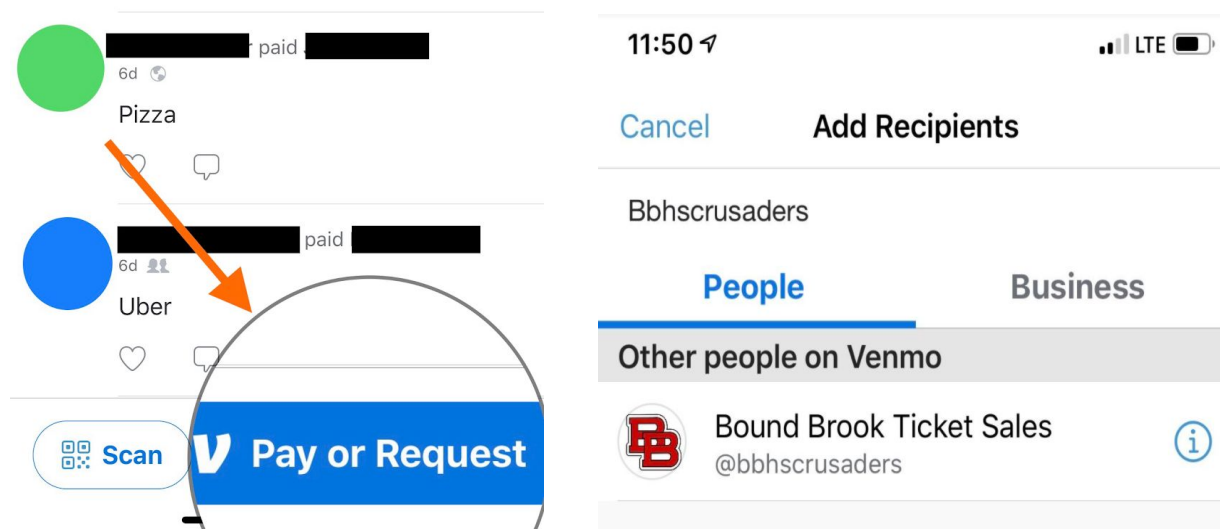 paid
6d
Pizza
paid
6d
Uber
Scan
V Pay or Request
11:50
LTE
Cancel
Add Recipients
Bbhscrusaders
People
Business
Other people on Venmo
BB
Bound Brook Ticket Sales
@bbhscrusaders
i